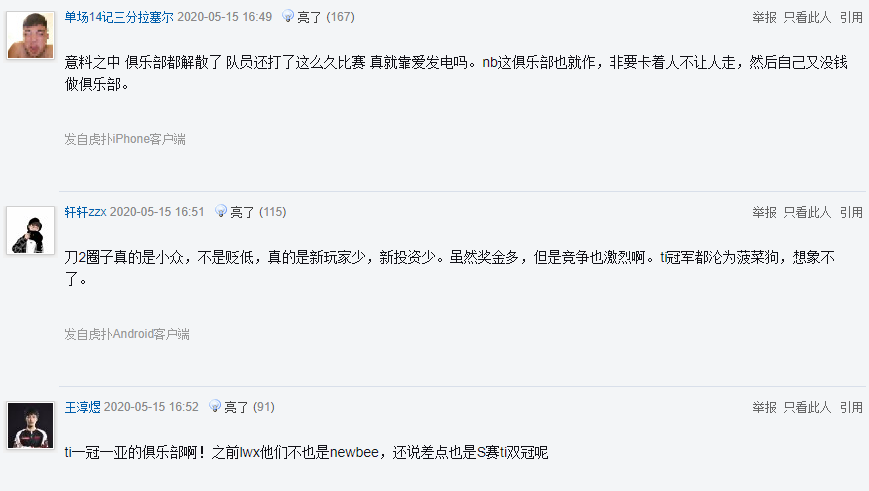 单场14记三分拉塞尔 2020-05-15 16:49 亮了 (167) 举报 只看此人 引用
意料之中 俱乐部都解散了 队员还打了这么久比赛 真就靠爱发电吗。nb这俱乐部也就作，非要卡着人不让人走，然后自己又没钱
做俱乐部。
发自虎扑iPhone客户端
轩轩zzx 2020-05-15 16:51 亮了 (115) 举报 只看此人 引用
刀2圈子真的是小众，不是贬低，真的是新玩家少，新投资少。虽然奖金多，但是竞争也激烈啊。ti冠军都沦为菠菜狗，想象不
了。
发自虎扑Android客户端
王淳煜 2020-05-15 16:52 亮了 (91) 举报 只看此人 引用
ti一冠一亚的俱乐部啊！之前lwx他们不也是newbee，还说差点也是S赛ti双冠呢